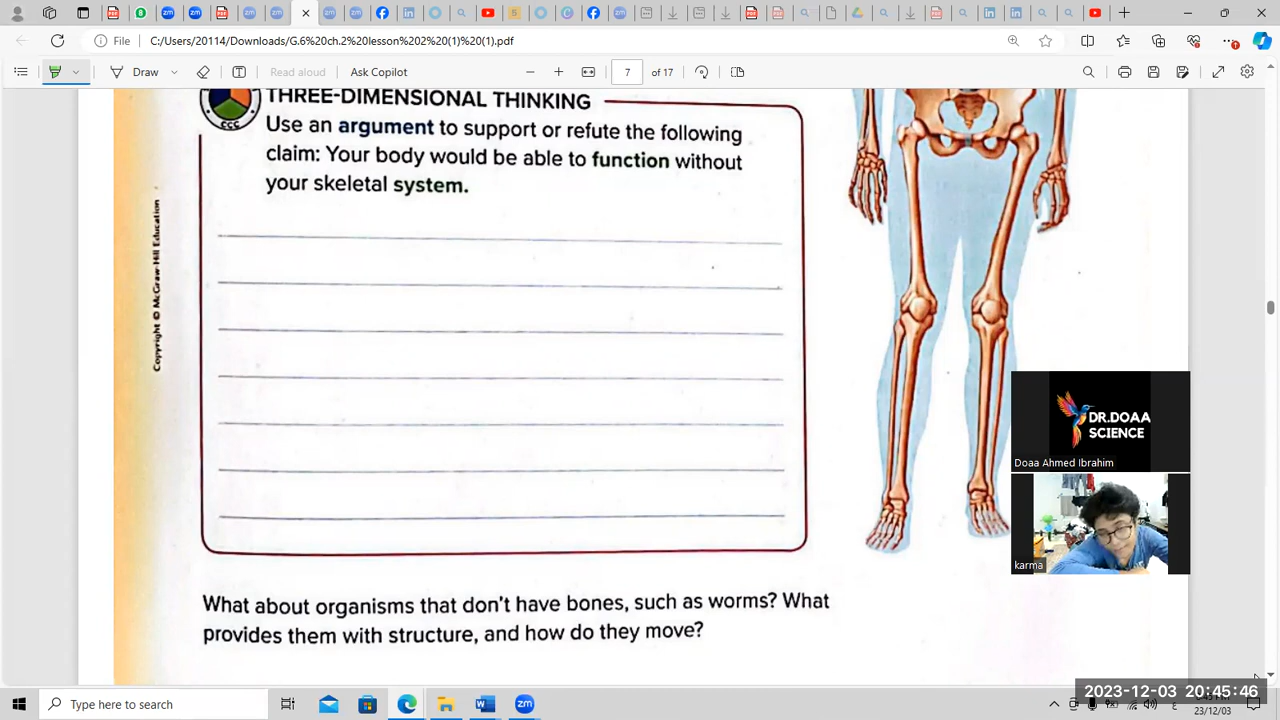 File
C:/Users/20114/Downloads/G.6%20ch.2%20lesson%202%20(1)%20(1).pdf
Draw
Read aloud
Ask Copilot
7
of 17
CCC
THREE-DIMENSIONAL THINKING
Use an argument to support or refute the following
claim: Your body would be able to function without
your skeletal system.
Copyright © McGraw-Hill Education
DR.DOAA
SCIENCE
Doaa Ahmed Ibrahim
karma
What about organisms that don't have bones, such as worms? What
provides them with structure, and how do they move?
2023-12-03 20:45:46
Type here to search
23/12/03